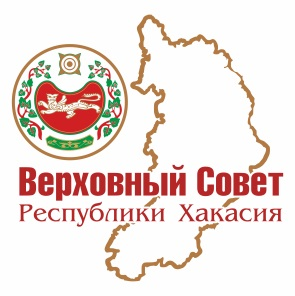 Верховный Совет
Республики Хакасия